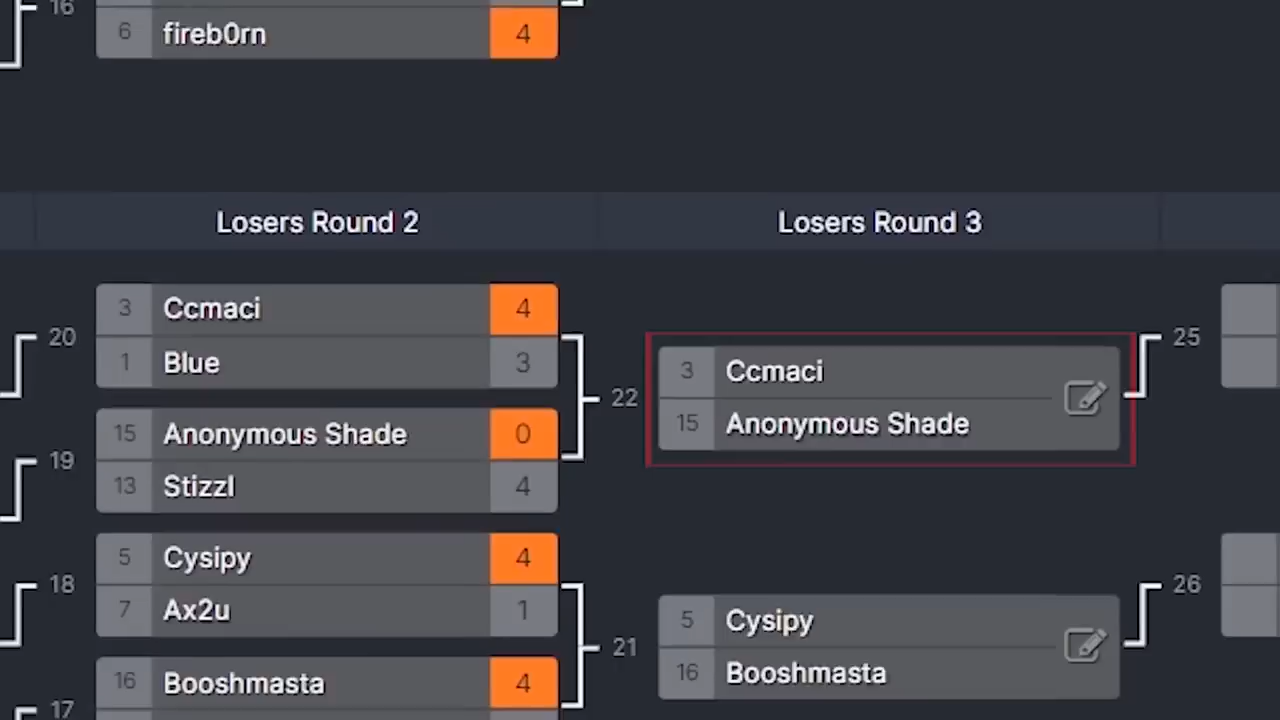 16
6 fireb0rn 4
Losers Round 2
Losers Round 3
20
3 Ccmaci 4
1 Blue 3
19
15 Anonymous Shade 0
13 Stizzl 4
18
5 Cysipy 4
7 Ax2u 1
17
16 Booshmasta 4
22
3 Ccmaci
15 Anonymous Shade
25
21
5 Cysipy
16 Booshmasta
26